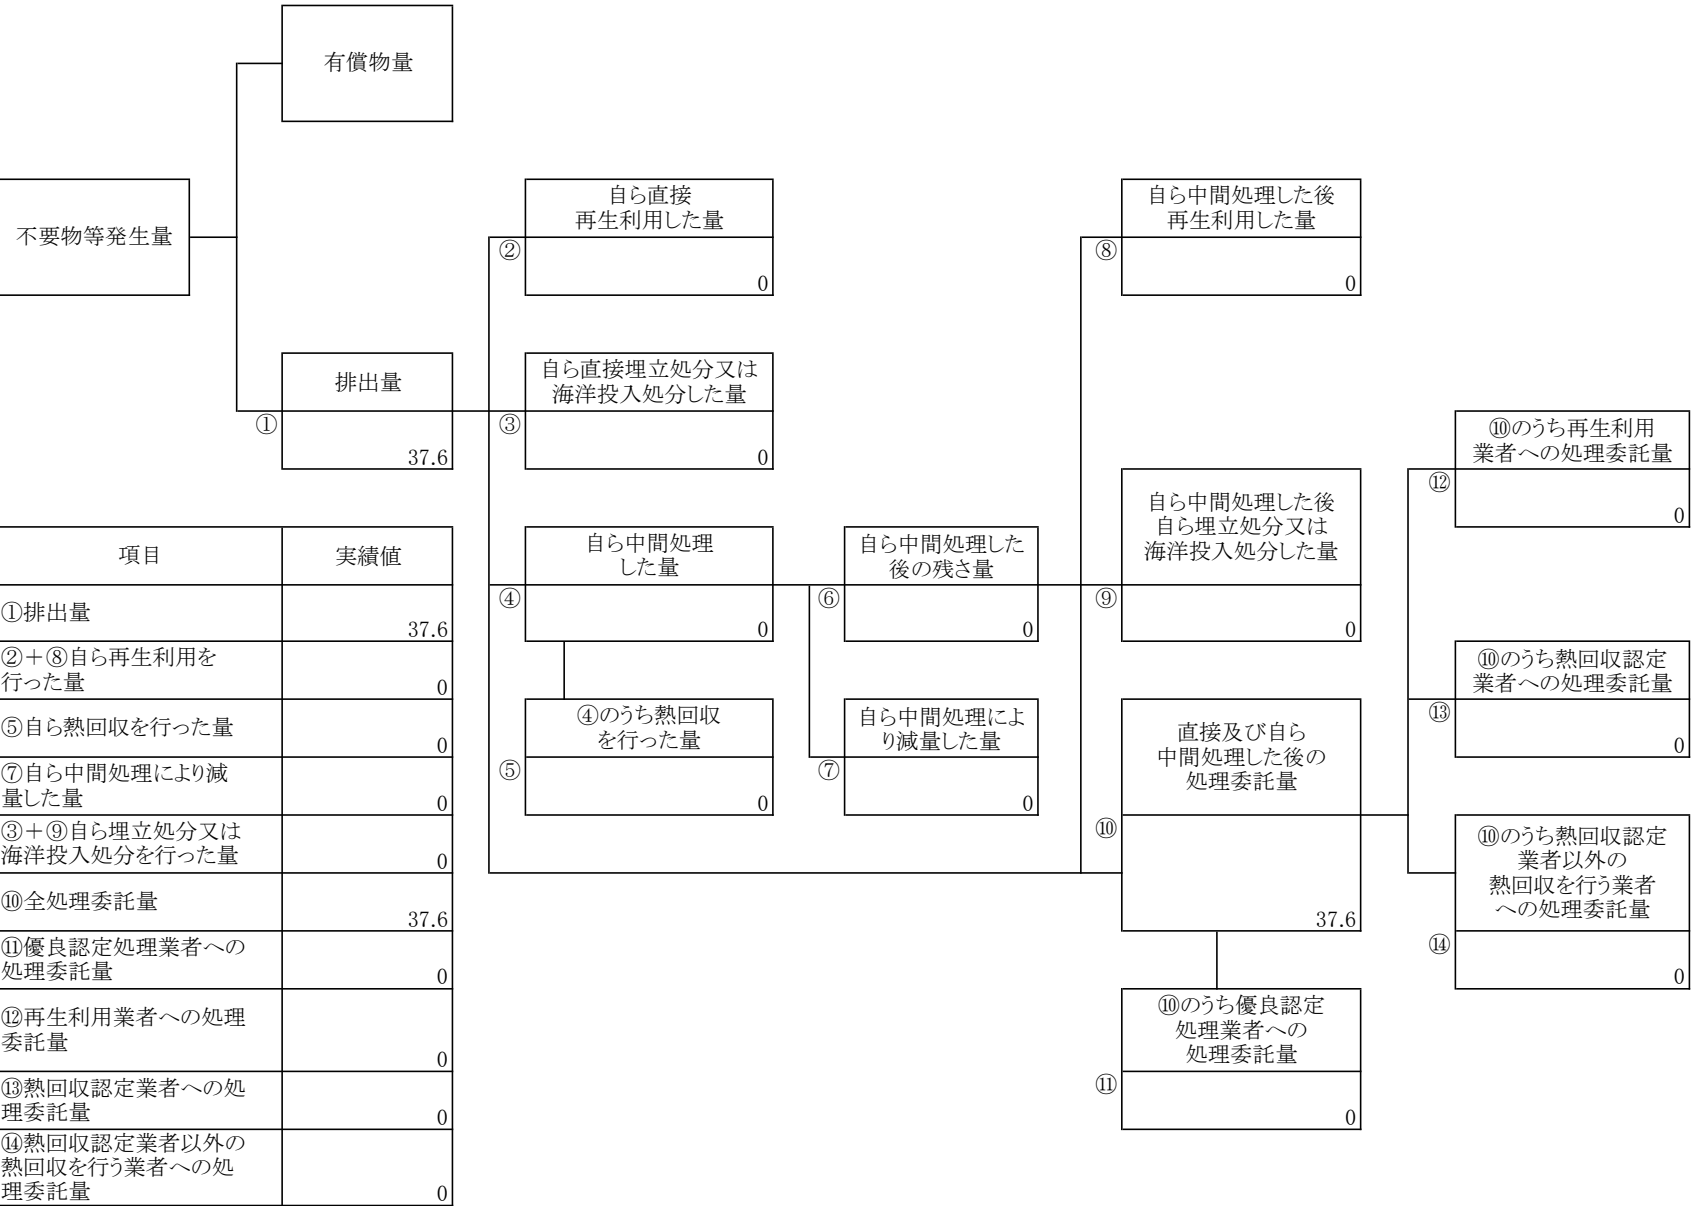 有償物量
不要物等発生量
自ら直接
再生利用した量
②
0
自ら中間処理した後
再生利用した量
⑧
0
排出量
①
37.6
自ら直接埋立処分又は
海洋投入処分した量
③
0
⑩のうち再生利用
業者への処理委託量
⑫
0
自ら中間処理
した量
④
0
自ら中間処理した
後の残さ量
⑥
0
自ら中間処理した後
自ら埋立処分又は
海洋投入処分した量
⑨
0
⑩のうち熱回収認定
業者への処理委託量
⑬
0
④のうち熱回収
を行った量
⑤
0
自ら中間処理によ
り減量した量
⑦
0
直接及び自ら
中間処理した後の
処理委託量
⑩
37.6
⑩のうち熱回収認定
業者以外の
熱回収を行う業者
への処理委託量
⑭
0
⑩のうち優良認定
処理業者への
処理委託量
⑪
0
項目 実績値
①排出量
37.6
②＋⑧自ら再生利用を
行った量
0
⑤自ら熱回収を行った量
0
⑦自ら中間処理により減
量した量
0
③＋⑨自ら埋立処分又は
海洋投入処分を行った量
0
⑩全処理委託量
37.6
⑪優良認定処理業者への
処理委託量
0
⑫再生利用業者への処理
委託量
0
⑬熱回収認定業者への処
理委託量
0
⑭熱回収認定業者以外の
熱回収を行う業者への処
理委託量
0